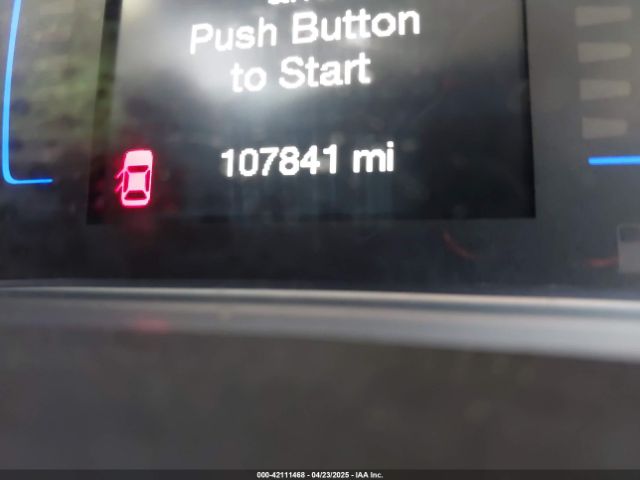 Push Button
to Start
107841 mi
000-42111468 - 04/23/2025 - IAA Inc.